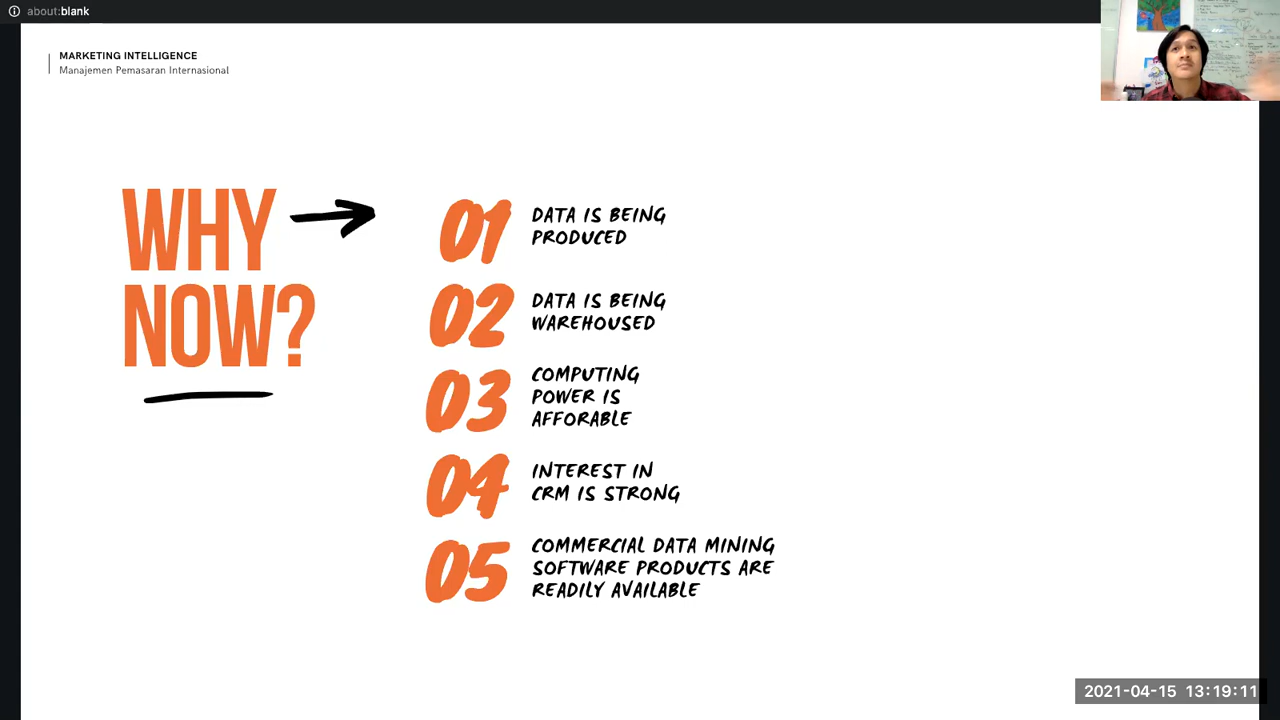 about:blank
MARKETING INTELLIGENCE
Manajemen Pemasaran Internasional
WHY
NOW?
01
DATA IS BEING
PRODUCED
02
DATA IS BEING
WAREHOUSED
03
COMPUTING
POWER IS
AFFORABLE
04
INTEREST IN
CRM IS STRONG
05
COMMERCIAL DATA MINING
SOFTWARE PRODUCTS ARE
READILY AVAILABLE
2021-04-15 13:19:11